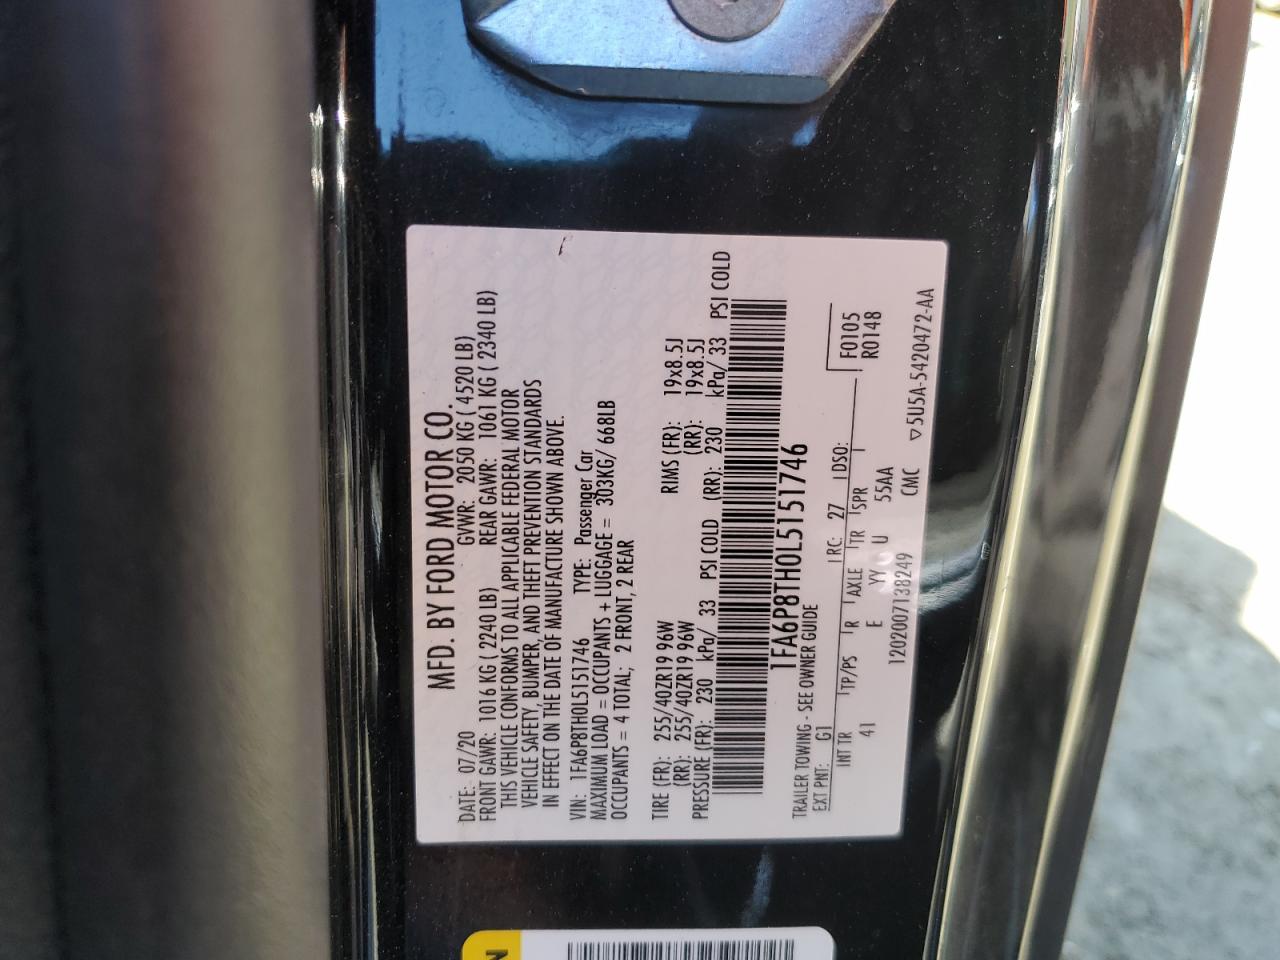 MFD. BY FORD MOTOR CO.
DATE: 07/20 GVWR: 2050 KG ( 4520 LB)
FRONT GAWR: 1016 KG ( 2240 LB) REAR GAWR: 1061 KG ( 2340 LB)
THIS VEHICLE CONFORMS TO ALL APPLICABLE FEDERAL MOTOR
VEHICLE SAFETY, BUMPER, AND THEFT PREVENTION STANDARDS
IN EFFECT ON THE DATE OF MANUFACTURE SHOWN ABOVE.
VIN: 1FA6P8TH0L5151746 TYPE: Passenger Car
MAXIMUM LOAD = OCCUPANTS + LUGGAGE = 303KG/ 668LB
OCCUPANTS = 4 TOTAL; 2 FRONT, 2 REAR
TIRE (FR): 255/40ZR19 96W RIMS (FR): 19x8.5J
(RR): 255/40ZR19 96W (RR): 19x8.5J
PRESSURE (FR): 230 kPa/ 33 PSI COLD (RR): 230 kPa/ 33 PSI COLD
1FA6P8TH0L5151746
TRAILER TOWING - SEE OWNER GUIDE
EXT PNT: G1 RC: 27 DSO: F0105
INT TR TP/PS R AXLE TR SPR R0148
41 E YY U 55AA
1202007138249 CMC ▽5U5A-5420472-AA
N